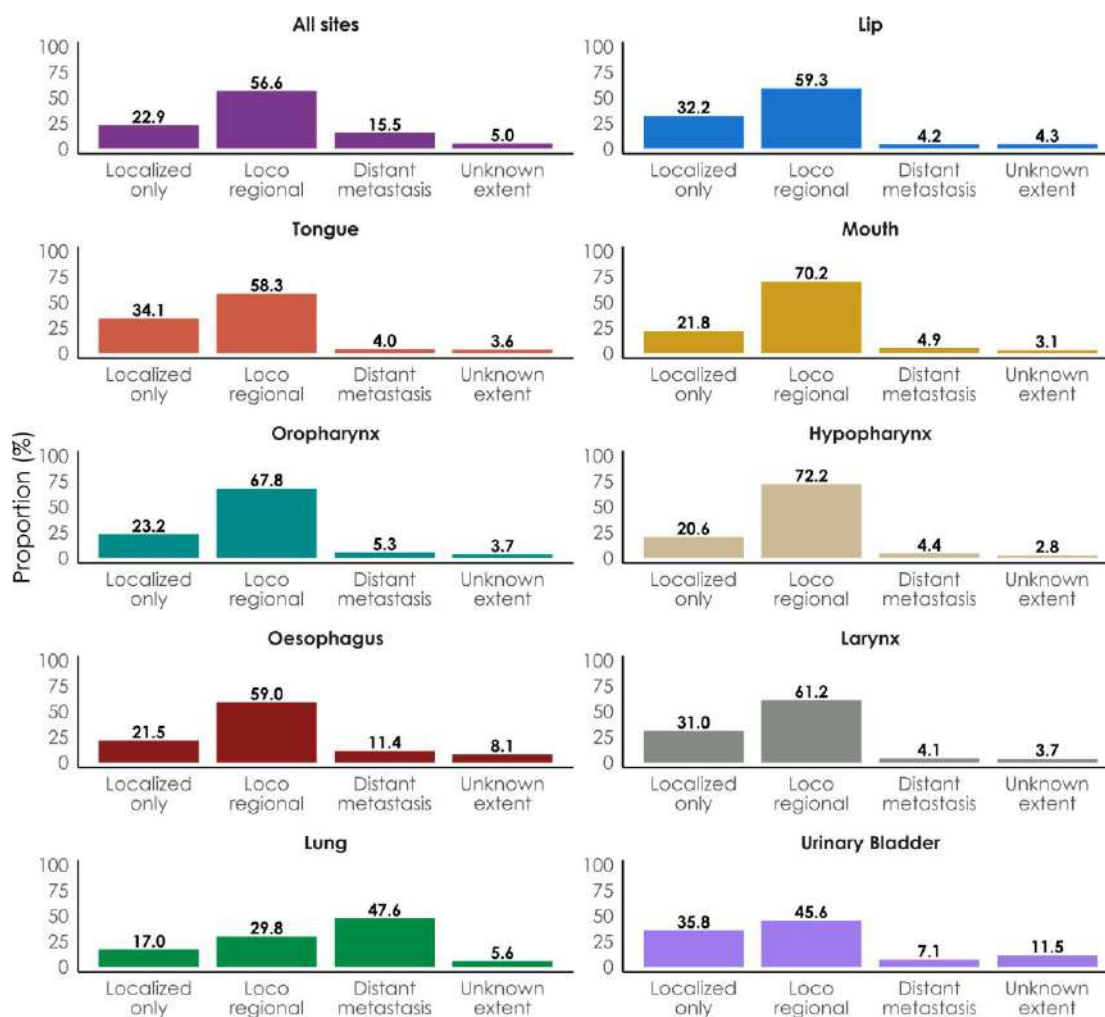 All sites
100
75
50
25
0
22.9
56.6
15.5
5.0
Localized only
Loco regional
Distant metastasis
Unknown extent
Lip
100
75
50
25
0
32.2
59.3
4.2
4.3
Localized only
Loco regional
Distant metastasis
Unknown extent
Tongue
100
75
50
25
0
34.1
58.3
4.0
3.6
Localized only
Loco regional
Distant metastasis
Unknown extent
Mouth
100
75
50
25
0
21.8
70.2
4.9
3.1
Localized only
Loco regional
Distant metastasis
Unknown extent
Proportion (%)
Oropharynx
100
75
50
25
0
23.2
67.8
5.3
3.7
Localized only
Loco regional
Distant metastasis
Unknown extent
Hypopharynx
100
75
50
25
0
20.6
72.2
4.4
2.8
Localized only
Loco regional
Distant metastasis
Unknown extent
Oesophagus
100
75
50
25
0
21.5
59.0
11.4
8.1
Localized only
Loco regional
Distant metastasis
Unknown extent
Larynx
100
75
50
25
0
31.0
61.2
4.1
3.7
Localized only
Loco regional
Distant metastasis
Unknown extent
Lung
100
75
50
25
0
17.0
29.8
47.6
5.6
Localized only
Loco regional
Distant metastasis
Unknown extent
Urinary Bladder
100
75
50
25
0
35.8
45.6
7.1
11.5
Localized only
Loco regional
Distant metastasis
Unknown extent